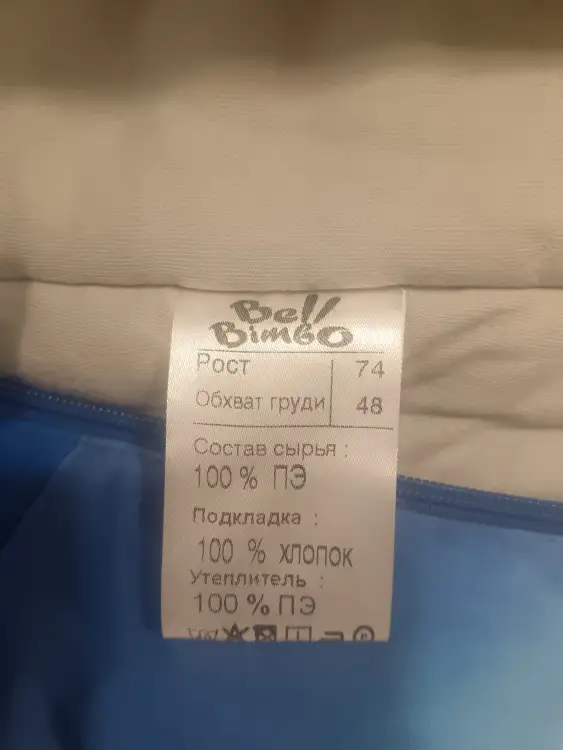 Bell
Bimbo
Рост 74
Обхват груди 48
Состав сырья :
100 % ПЭ
Подкладка :
100 % хлопок
Утеплитель :
100 % ПЭ